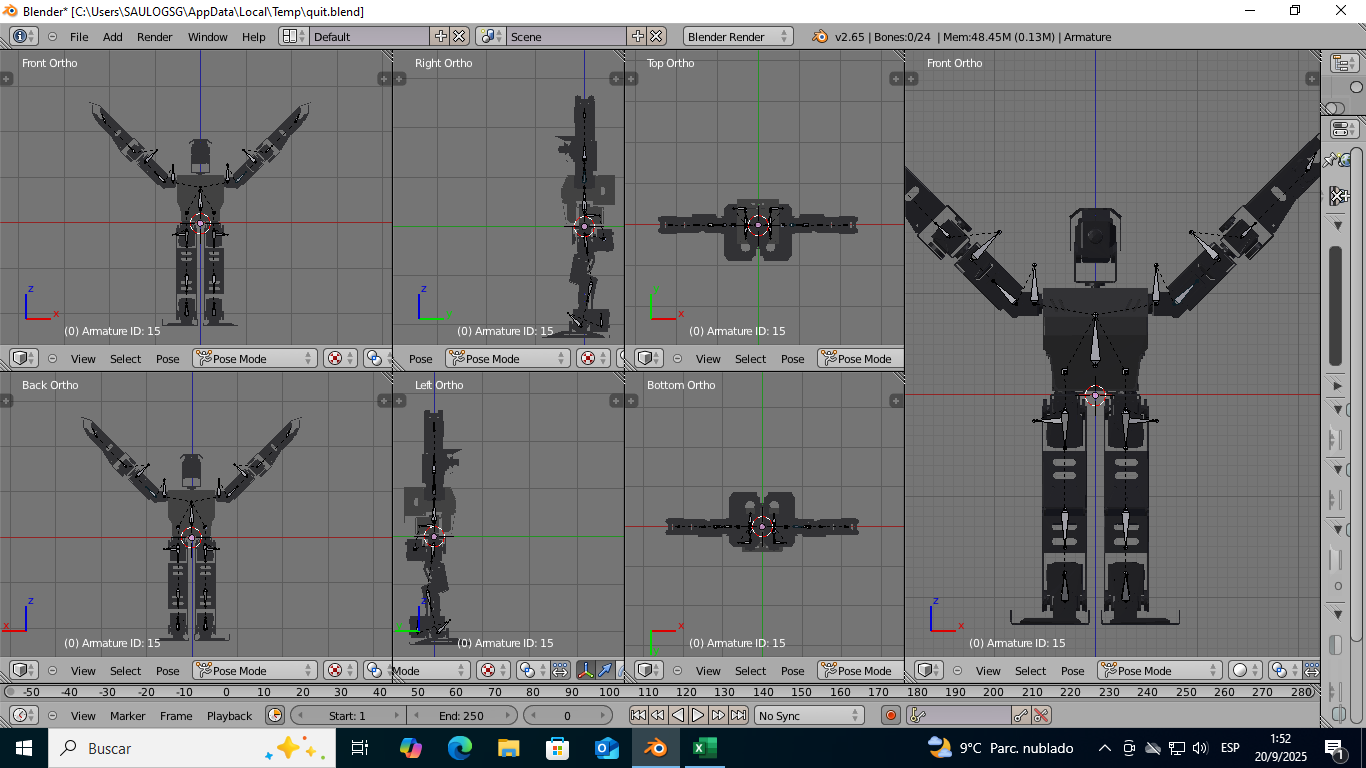 Blender* [C:\Users\SAULOGSG\AppData\Local\Temp\quit.blend]
File Add Render Window Help Default Scene Blender Render v2.65 | Bones:0/24 | Mem:48.45M (0.13M) | Armature
Front Ortho
Right Ortho
Top Ortho
Front Ortho
z
x
(0) Armature ID: 15
z
y
(0) Armature ID: 15
y
x
(0) Armature ID: 15
View Select Pose Pose Mode
Pose Pose Mode
View Select Pose Pose Mode
Back Ortho
Left Ortho
Bottom Ortho
z
x
(0) Armature ID: 15
z
(0) Armature ID: 15
x
(0) Armature ID: 15
z
x
(0) Armature ID: 15
View Select Pose Pose Mode
Mode
View Select Pose Pose Mode
View Select Pose Pose Mode
-50 -40 -30 -20 -10 0 10 20 30 40 50 60 70 80 90 100 110 120 130 140 150 160 170 180 190 200 210 220 230 240 250 260 270 280
View Marker Frame Playback Start: 1 End: 250 0 No Sync
Buscar
9°C Parc. nublado
ESP
1:52
20/9/2025
1